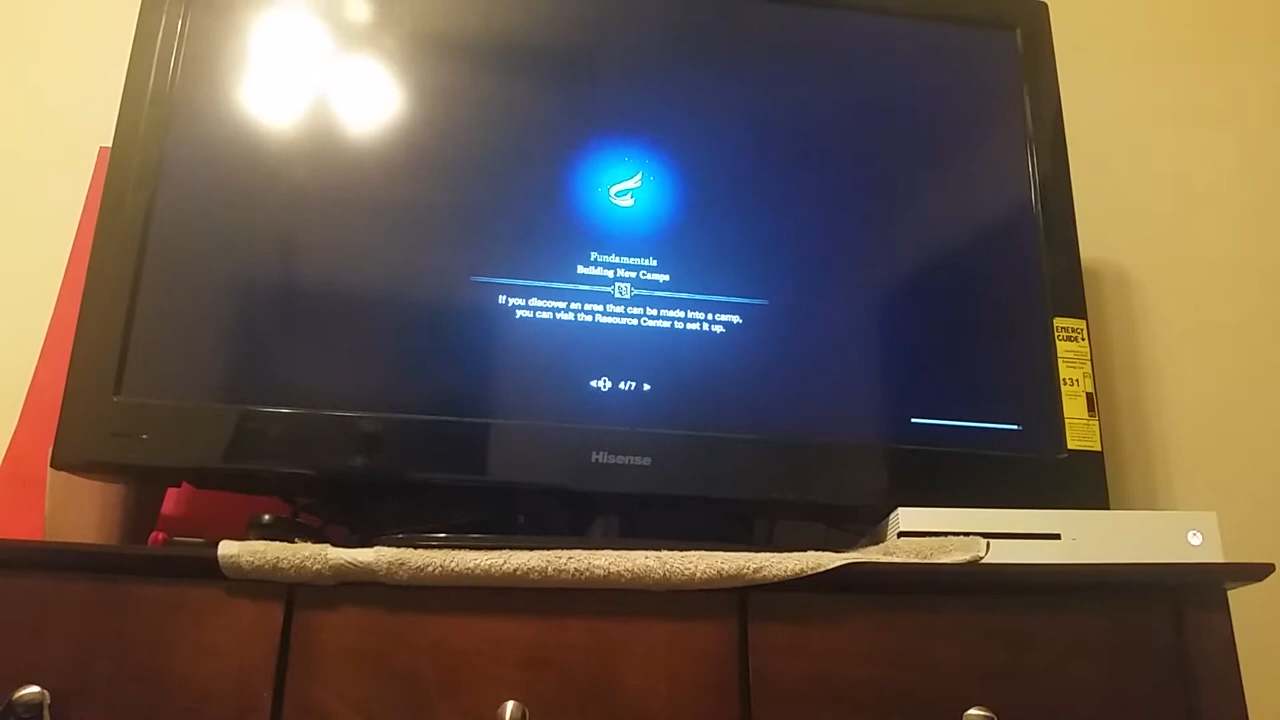 Fundamentals
Building New Camps
If you discover an area that can be made into a camp,
you can visit the Resource Center to set it up.
4/7
Hisense
ENERGY
GUIDE
$31